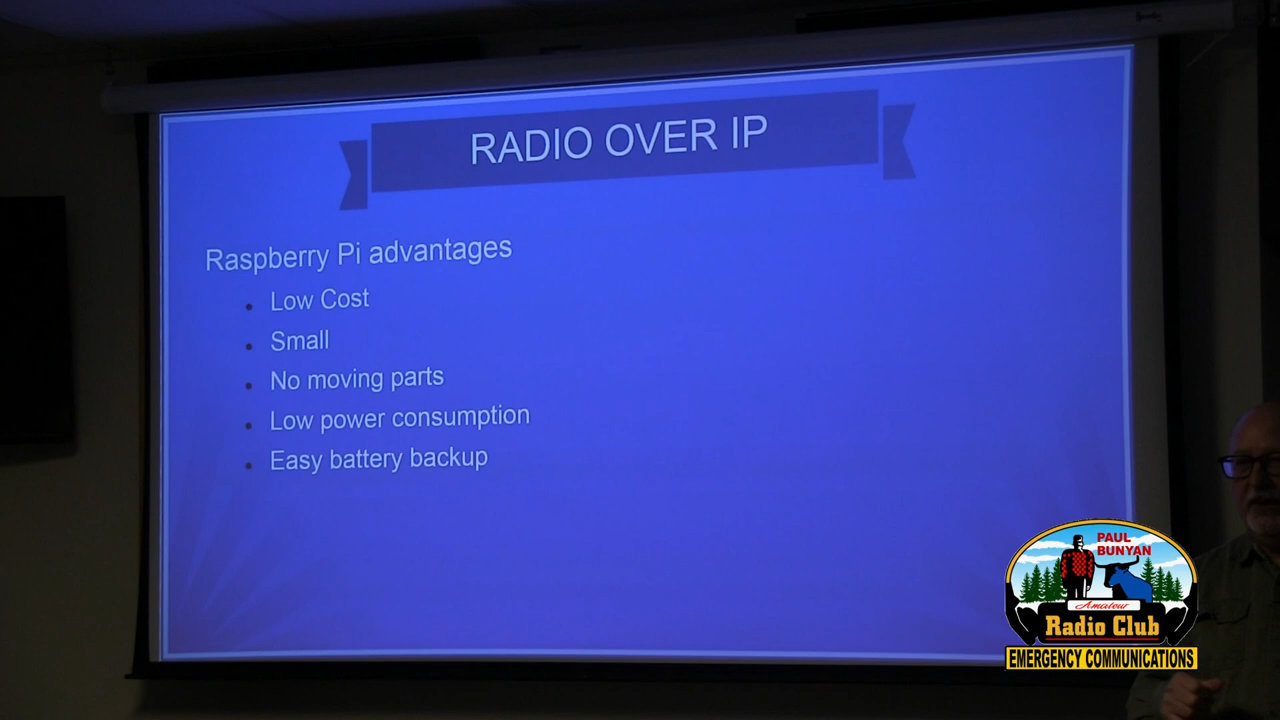 RADIO OVER IP
Raspberry Pi advantages
• Low Cost
• Small
• No moving parts
• Low power consumption
• Easy battery backup
PAUL
BUNYAN
Amateur
Radio Club
EMERGENCY COMMUNICATIONS